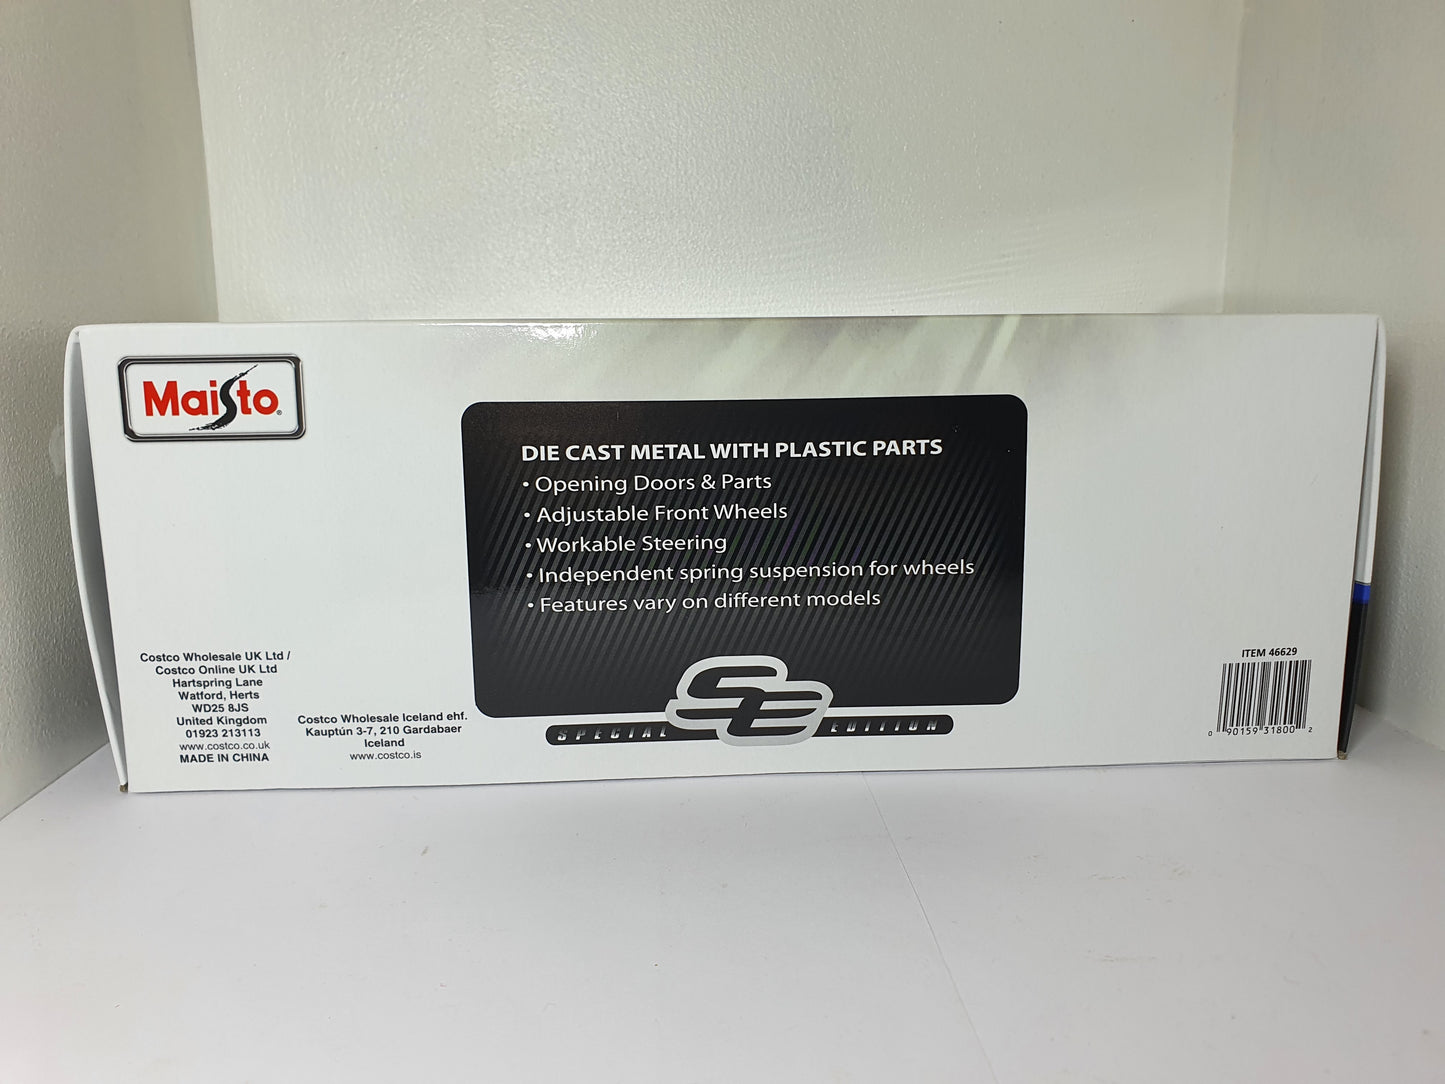 Maisto
DIE CAST METAL WITH PLASTIC PARTS
• Opening Doors & Parts
• Adjustable Front Wheels
• Workable Steering
• Independent spring suspension for wheels
• Features vary on different models
SE
SPECIAL EDITION
Costco Wholesale UK Ltd /
Costco Online UK Ltd
Hartspring Lane
Watford, Herts
WD25 8JS
United Kingdom
01923 213113
www.costco.co.uk
MADE IN CHINA
Costco Wholesale Iceland ehf.
Kauptún 3-7, 210 Gardabaer
Iceland
www.costco.is
ITEM 46629
0 90159 31800 2